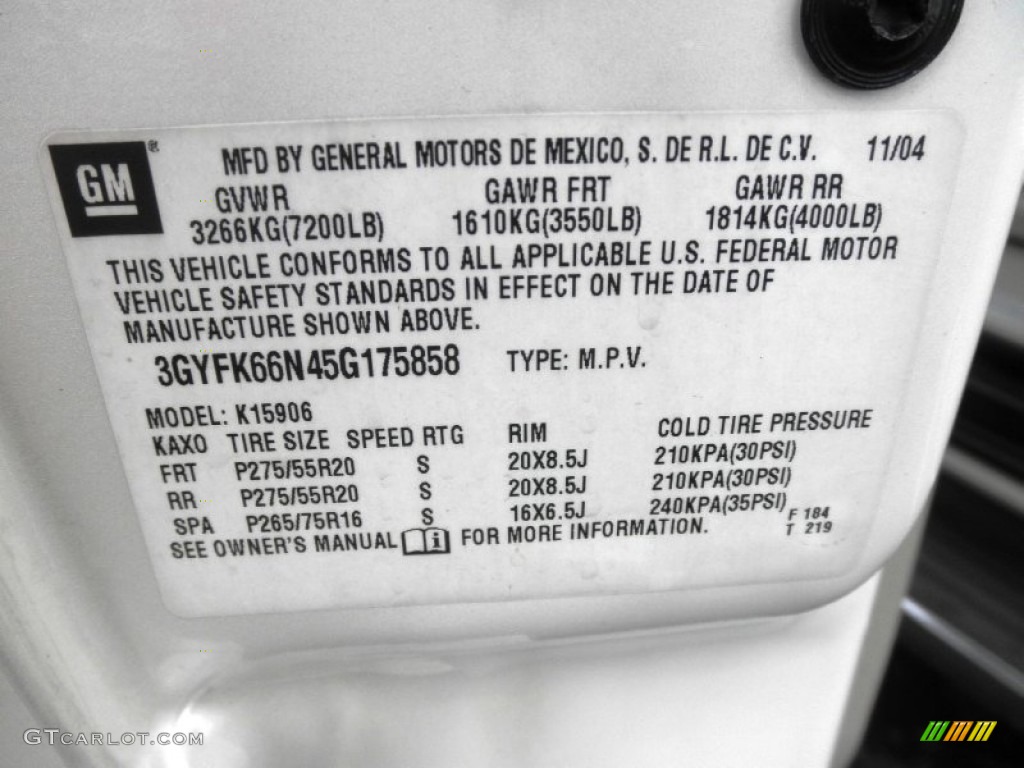 GM® MFD BY GENERAL MOTORS DE MEXICO, S. DE R.L. DE C.V. 11/04
GVWR GAWR FRT GAWR RR
3266KG(7200LB) 1610KG(3550LB) 1814KG(4000LB)
THIS VEHICLE CONFORMS TO ALL APPLICABLE U.S. FEDERAL MOTOR
VEHICLE SAFETY STANDARDS IN EFFECT ON THE DATE OF
MANUFACTURE SHOWN ABOVE.
3GYFK66N45G175858 TYPE: M.P.V.
MODEL: K15906
KAXO TIRE SIZE SPEED RTG RIM COLD TIRE PRESSURE
FRT P275/55R20 S 20X8.5J 210KPA(30PSI)
RR P275/55R20 S 20X8.5J 210KPA(30PSI)
SPA P265/75R16 S 16X6.5J 240KPA(35PSI) F 184
SEE OWNER'S MANUAL i FOR MORE INFORMATION. T 219
GTCARLOT.COM